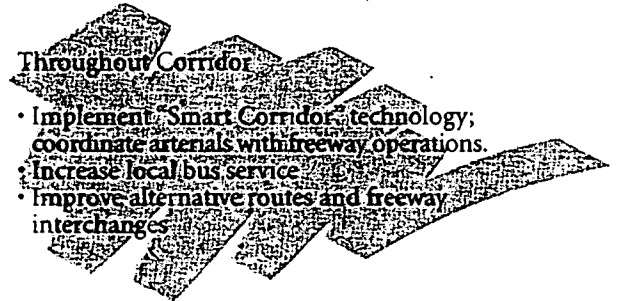 Throughout Corridor
· Implement "Smart Corridor" technology;
coordinate arterials with freeway operations.
· Increase local bus service
· Improve alternative routes and freeway
interchanges